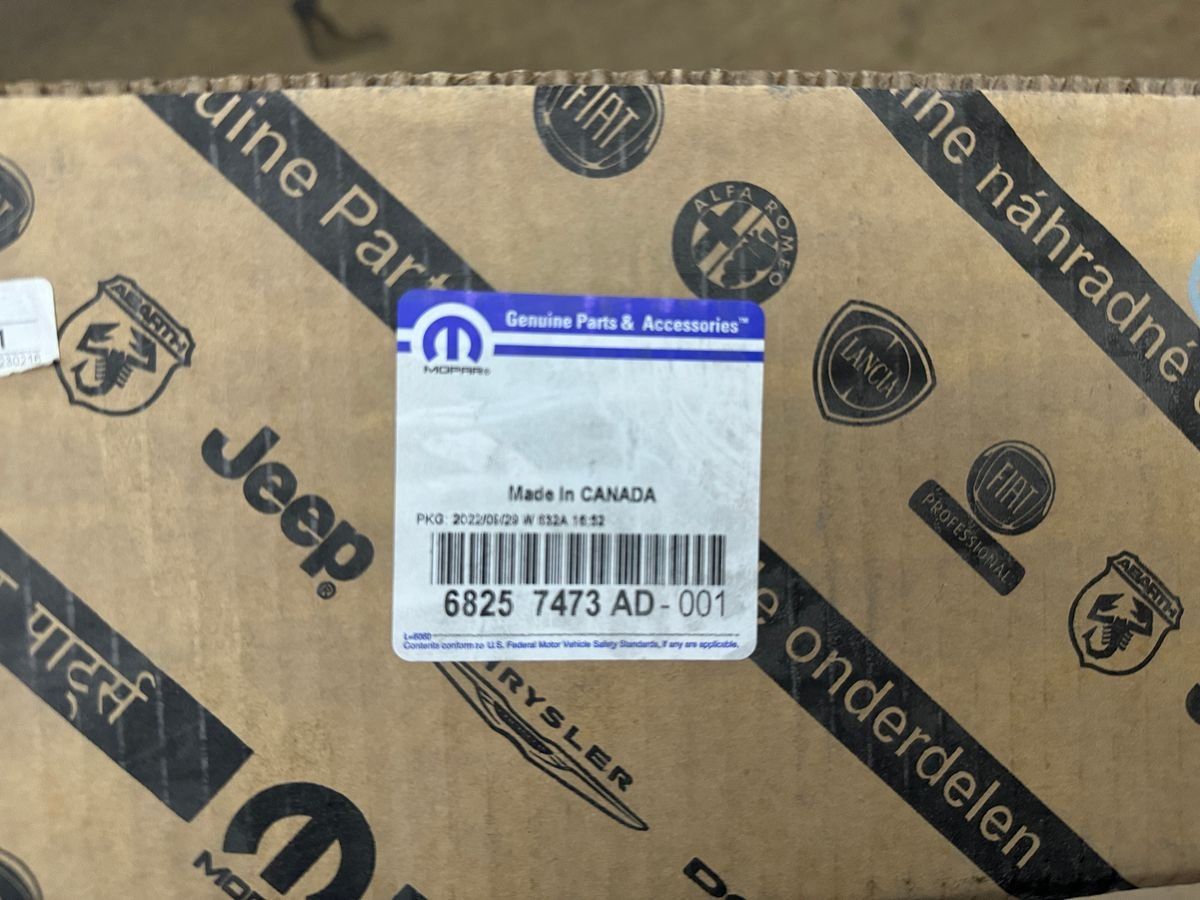 uine Part
FIAT
ine náhradné
ALFA ROMEO
ABARTH
Genuine Parts & Accessories™
MOPAR®
LANCIA
Jeep®
FIAT
PROFESSIONAL
Made In CANADA
ABARTH
6825 7473 AD - 001
Contents conform to U.S. Federal Motor Vehicle Safety Standards, if any are applicable.
पार्ट्स
onderdelen
CHRYSLER